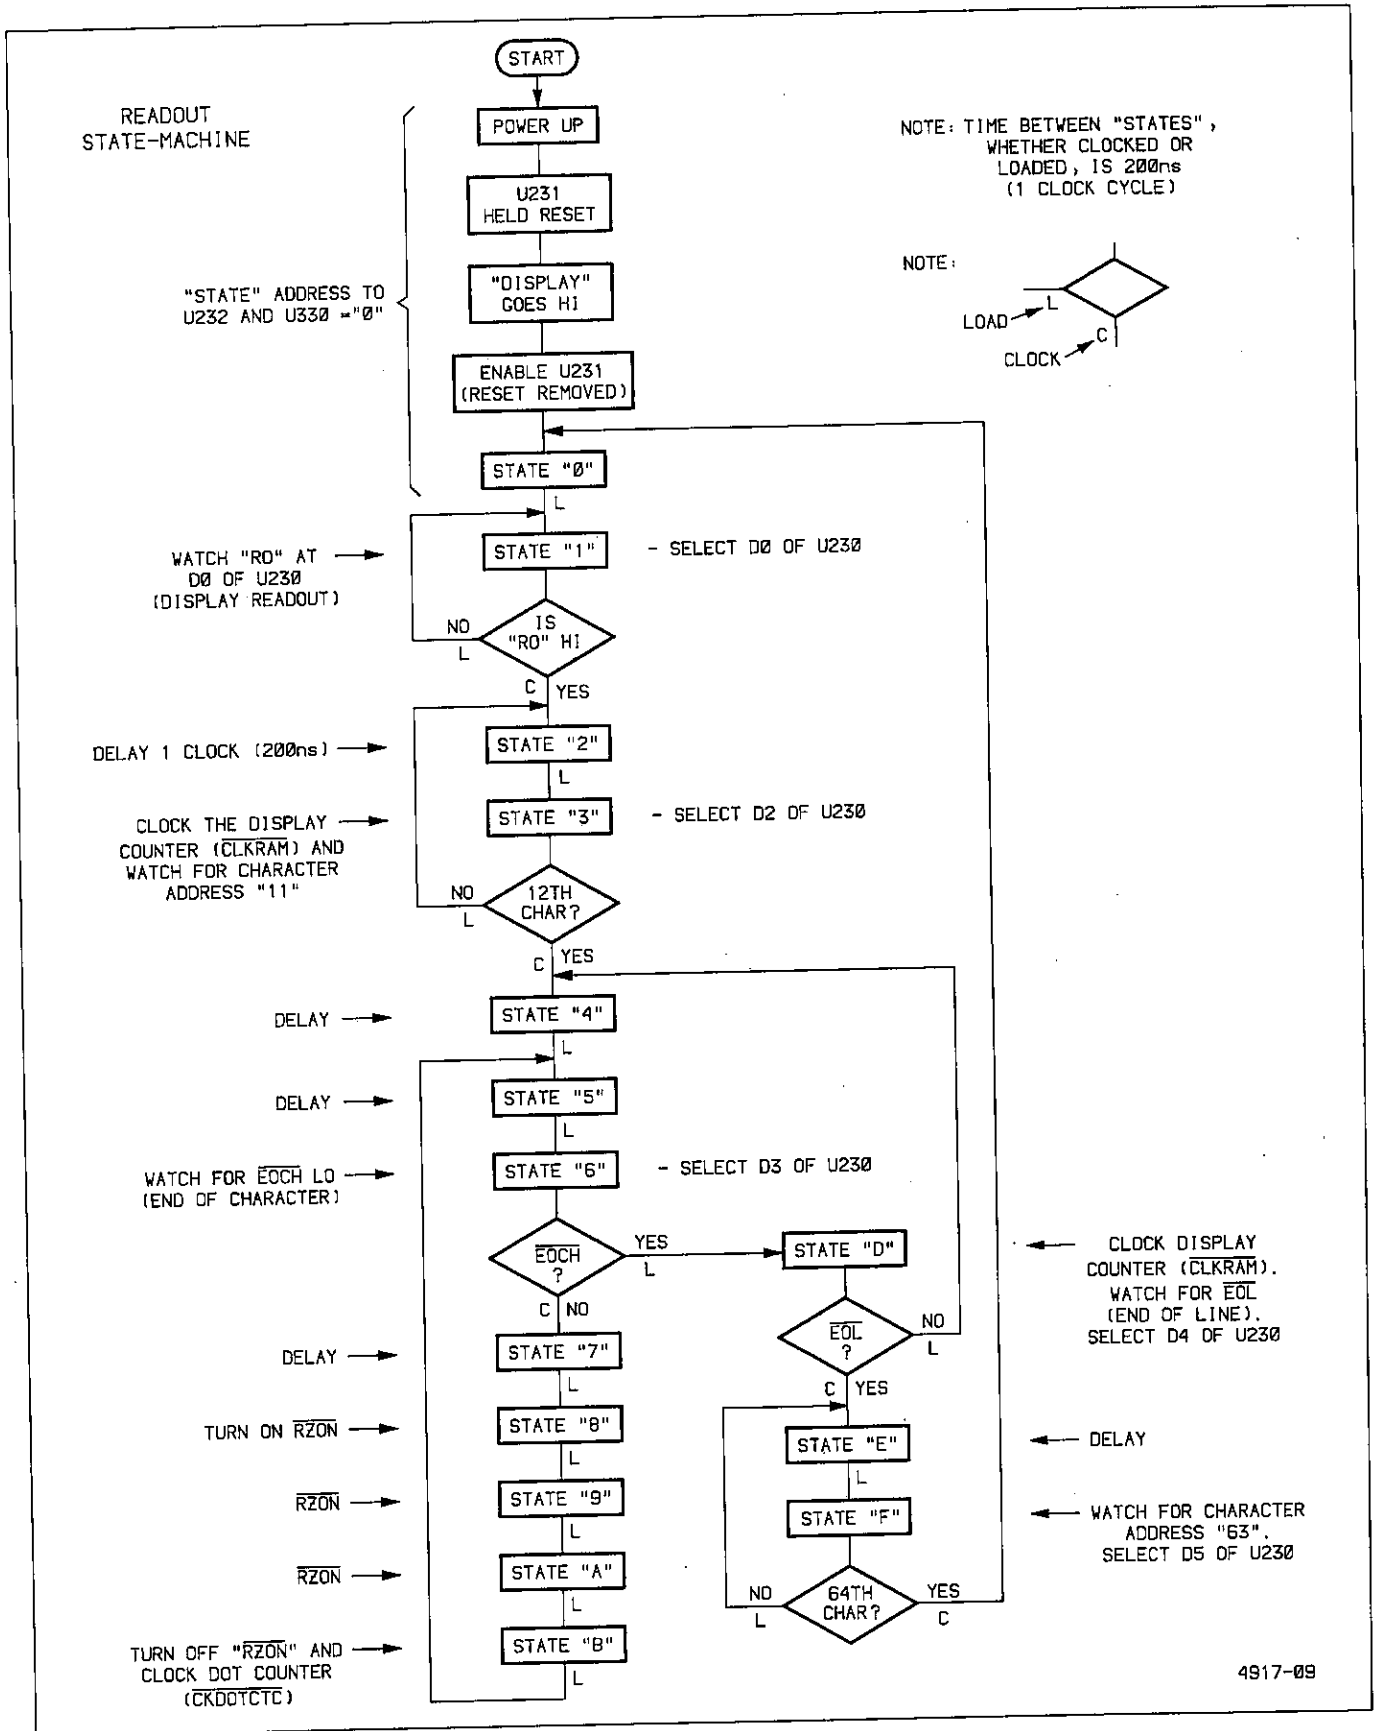 START
READOUT
STATE-MACHINE
POWER UP
NOTE: TIME BETWEEN "STATES",
WHETHER CLOCKED OR
LOADED, IS 200ns
(1 CLOCK CYCLE)
U231
HELD RESET
NOTE:
L
LOAD
C
CLOCK
"STATE" ADDRESS TO
U232 AND U330 ="0"
"DISPLAY"
GOES HI
ENABLE U231
(RESET REMOVED)
STATE "0"
L
WATCH "RO" AT
D0 OF U230
(DISPLAY READOUT)
STATE "1"
- SELECT D0 OF U230
IS
"RO" HI
NO
L
C YES
DELAY 1 CLOCK (200ns)
STATE "2"
L
CLOCK THE DISPLAY
COUNTER (CLKRAM) AND
WATCH FOR CHARACTER
ADDRESS "11"
STATE "3"
- SELECT D2 OF U230
12TH
CHAR?
NO
L
C YES
DELAY
STATE "4"
L
DELAY
STATE "5"
L
WATCH FOR EOCH LO
(END OF CHARACTER)
STATE "6"
- SELECT D3 OF U230
EOCH
?
YES
L
C NO
STATE "D"
CLOCK DISPLAY
COUNTER (CLKRAM).
WATCH FOR EOL
(END OF LINE).
SELECT D4 OF U230
EOL
?
NO
L
C YES
DELAY
STATE "7"
L
TURN ON RZON
STATE "8"
L
STATE "E"
L
DELAY
RZON
STATE "9"
L
STATE "F"
WATCH FOR CHARACTER
ADDRESS "63".
SELECT D5 OF U230
RZON
STATE "A"
L
64TH
CHAR?
NO
L
YES
C
TURN OFF "RZON" AND
CLOCK DOT COUNTER
(CKDOTCTC)
STATE "B"
L
4917-09